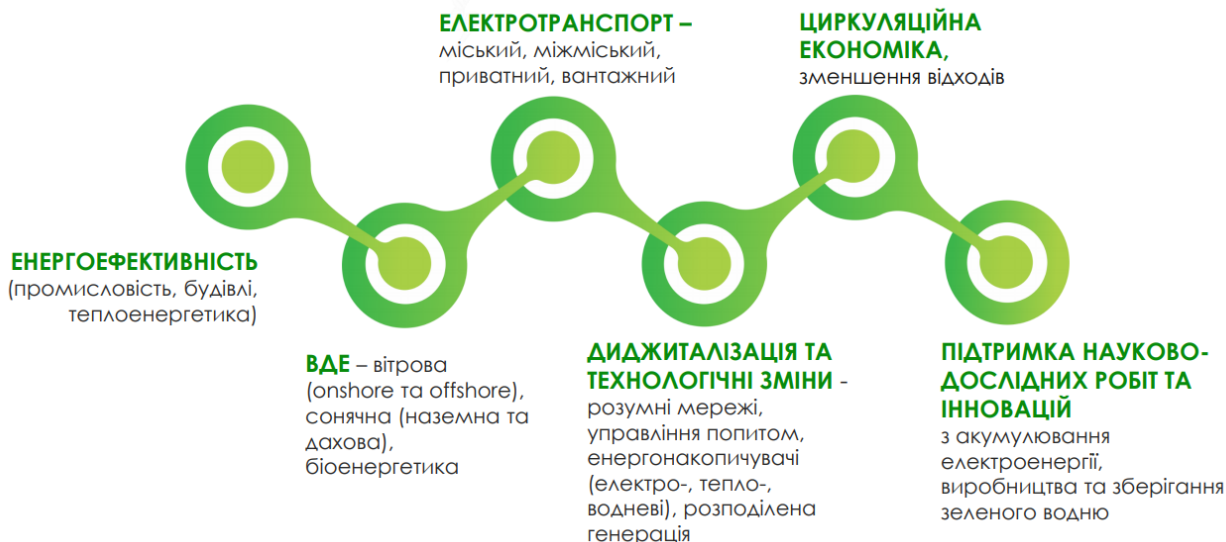 ЕНЕРГОЕФЕКТИВНІСТЬ
(промисловість, будівлі,
теплоенергетика)
ВДЕ – вітрова
(onshore та offshore),
сонячна (наземна та
дахова),
біоенергетика
ЕЛЕКТРОТРАНСПОРТ –
міський, міжміський,
приватний, вантажний
ДИДЖИТАЛІЗАЦІЯ ТА
ТЕХНОЛОГІЧНІ ЗМІНИ -
розумні мережі,
управління попитом,
енергонакопичувачі
(електро-, тепло-,
водневі), розподілена
генерація
ЦИРКУЛЯЦІЙНА
ЕКОНОМІКА,
зменшення відходів
ПІДТРИМКА НАУКОВО-
ДОСЛІДНИХ РОБІТ ТА
ІННОВАЦІЙ
з акумулювання
електроенергії,
виробництва та зберігання
зеленого водню